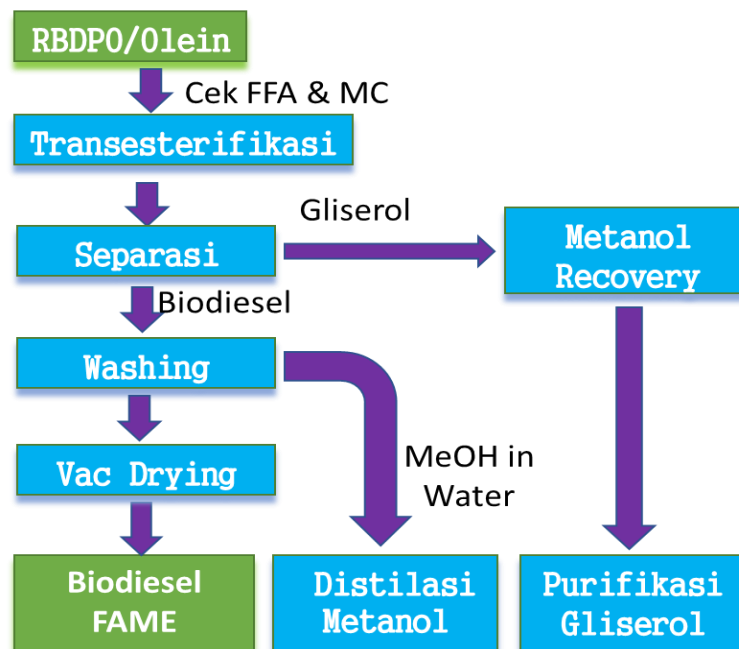 RBDPO/Olein
Cek FFA & MC
Transesterifikasi
Gliserol
Separasi
Metanol
Recovery
Biodiesel
Washing
MeOH in
Water
Vac Drying
Biodiesel
FAME
Distilasi
Metanol
Purifikasi
Gliserol